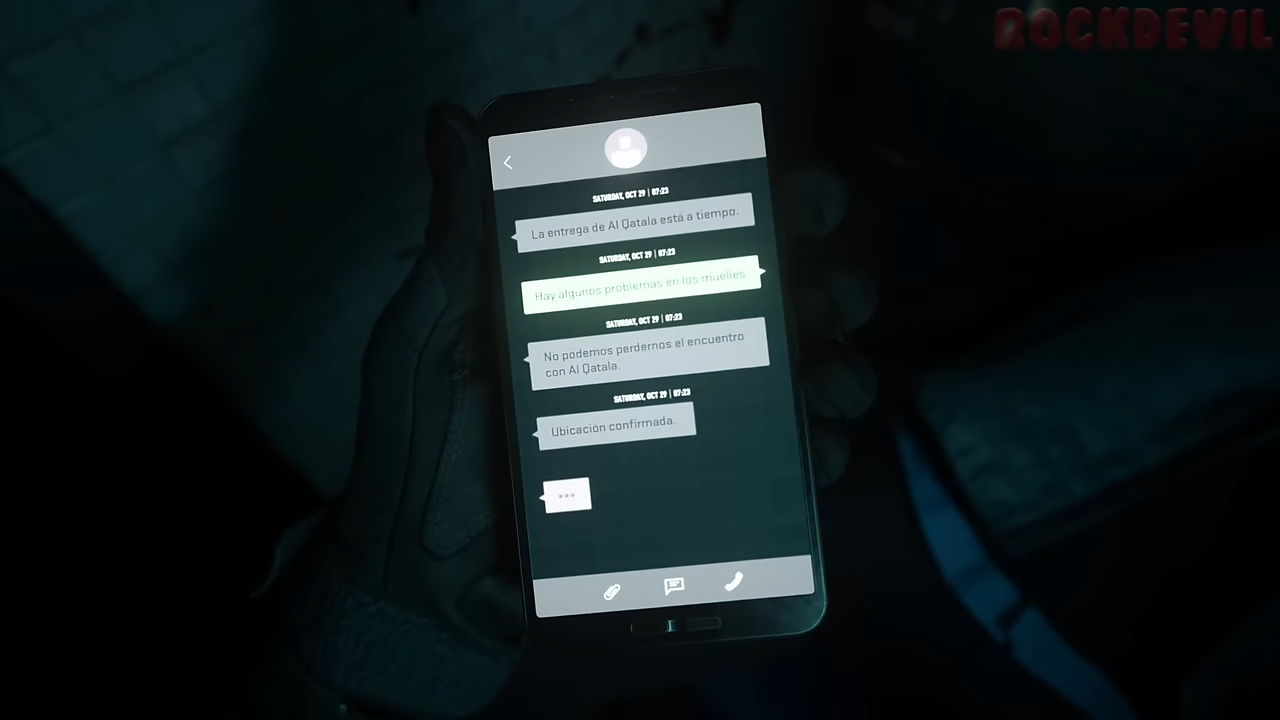 ROCKDEVIL
SATURDAY, OCT 29 | 07:23
La entrega de Al Qatala está a tiempo.
SATURDAY, OCT 29 | 07:23
Hay algunos problemas en los muelles.
SATURDAY, OCT 29 | 07:23
No podemos perdernos el encuentro
con Al Qatala.
SATURDAY, OCT 29 | 07:23
Ubicación confirmada.
...